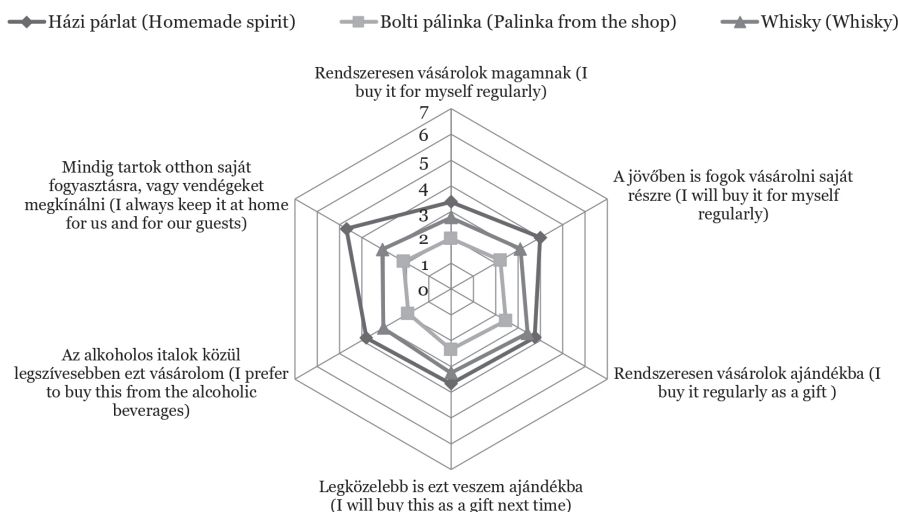 Házi párlat (Homemade spirit) Bolti pálinka (Palinka from the shop) Whisky (Whisky)
Rendszeresen vásárolok magamnak (I
buy it for myself regularly)
7
6
5
4
3
2
1
0
A jövőben is fogok vásárolni saját
részre (I will buy it for myself
regularly)
Rendszeresen vásárolok ajándékba (I
buy it regularly as a gift )
Legközelebb is ezt veszem ajándékba
(I will buy this as a gift next time)
Az alkoholos italok közül
legszívesebben ezt vásárolom (I prefer
to buy this from the alcoholic
beverages)
Mindig tartok otthon saját
fogyasztásra, vagy vendégeket
megkínálni (I always keep it at home
for us and for our guests)